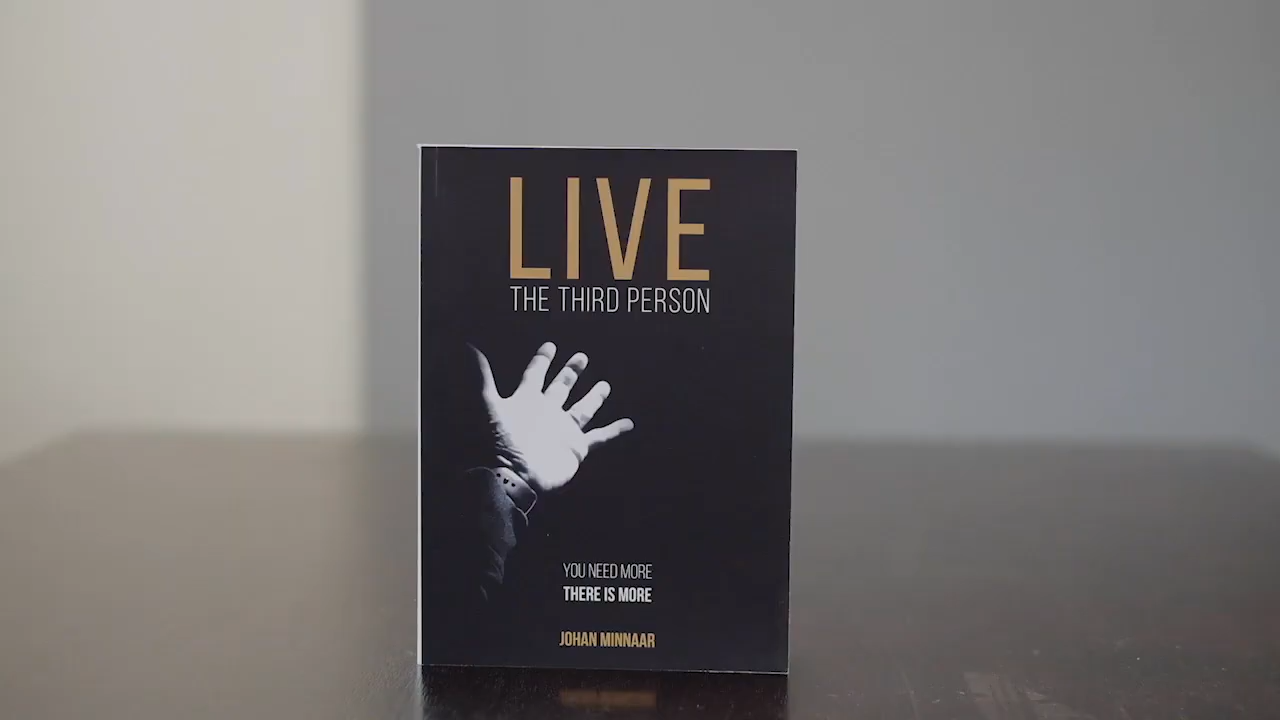 LIVE
THE THIRD PERSON
YOU NEED MORE
THERE IS MORE
JOHAN MINNAAR